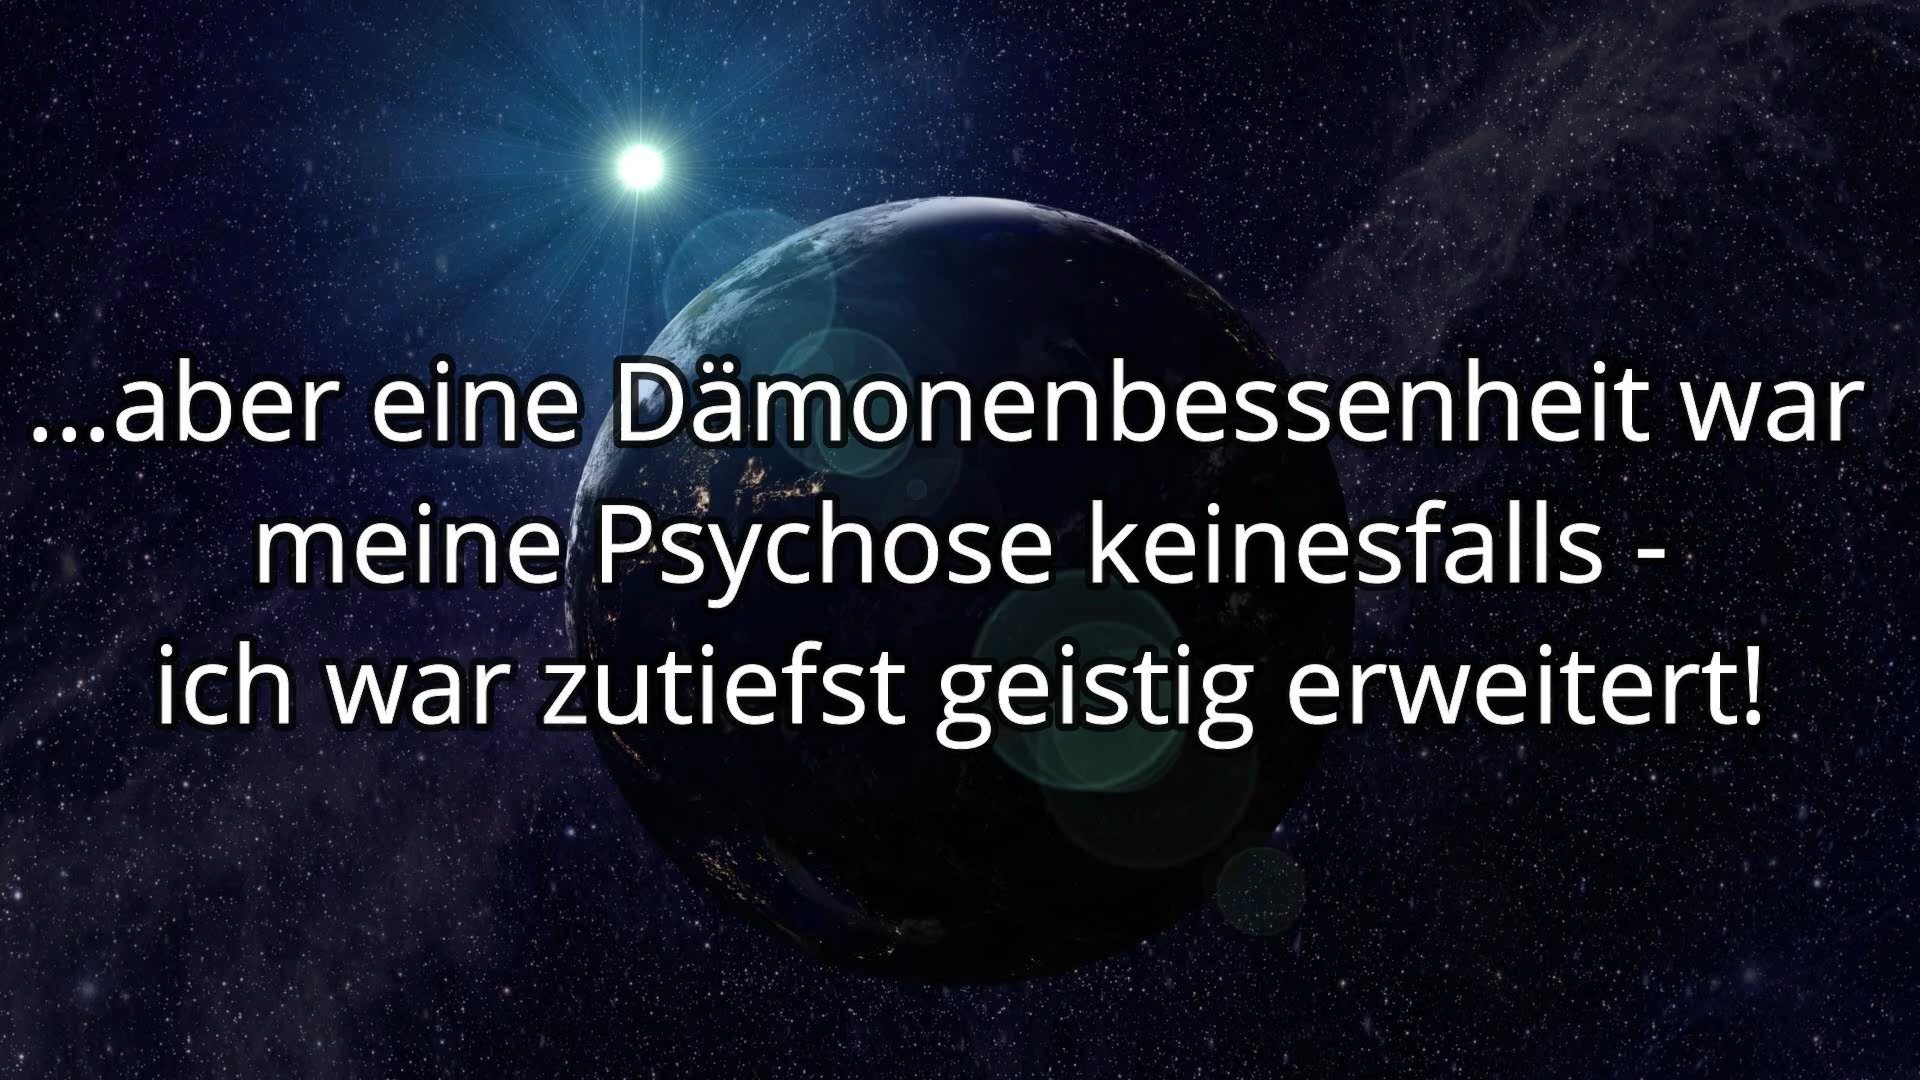 ...aber eine Dämonenbessenheit war
meine Psychose keinesfalls -
ich war zutiefst geistig erweitert!